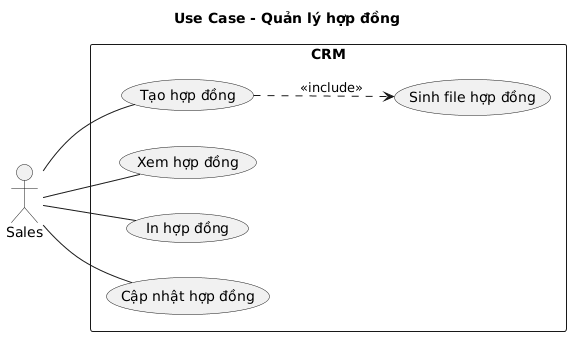 Use Case - Quản lý hợp đồng
CRM
Tạo hợp đồng
«include»
Sinh file hợp đồng
Xem hợp đồng
In hợp đồng
Sales
Cập nhật hợp đồng